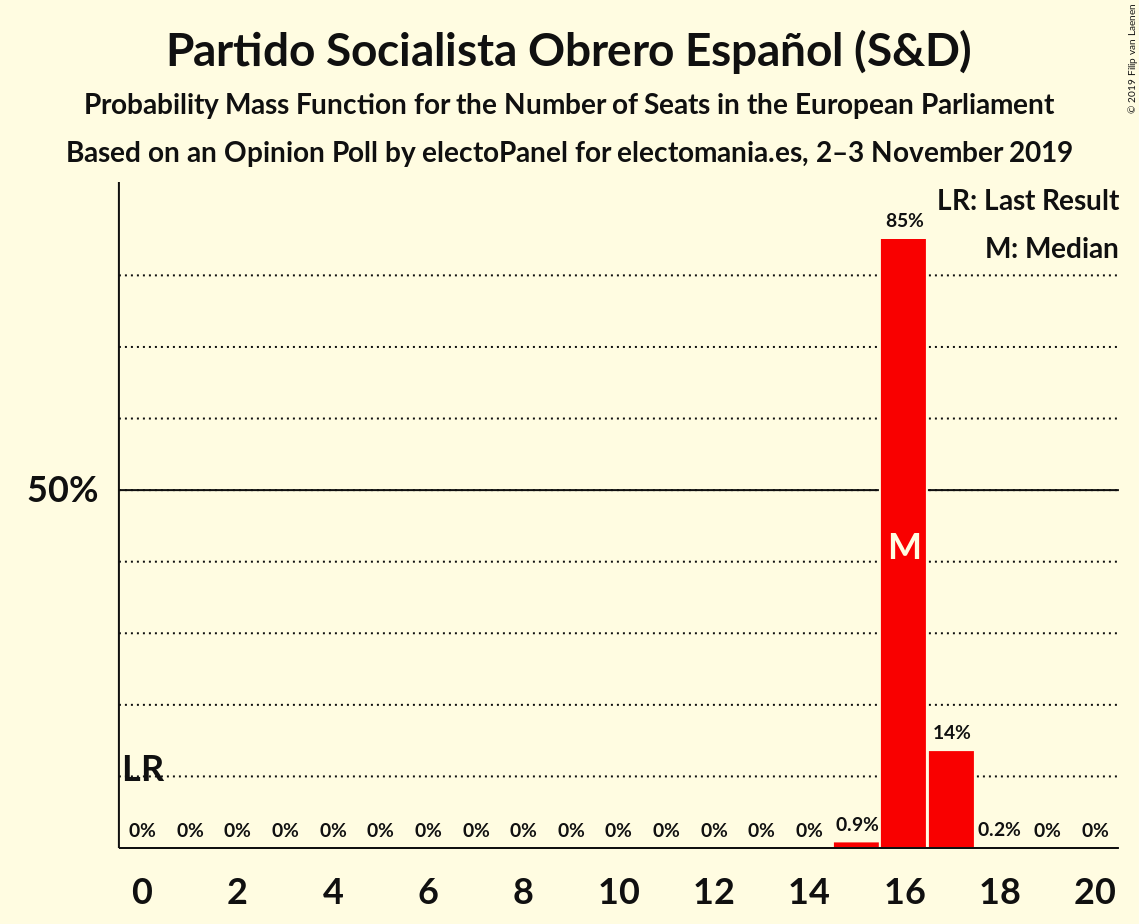 Partido Socialista Obrero Español (S&D)
Probability Mass Function for the Number of Seats in the European Parliament
Based on an Opinion Poll by electoPanel for electomania.es, 2–3 November 2019
© 2019 Filip van Laenen
LR: Last Result
M: Median
85%
50%
M
14%
LR
0% 0% 0% 0% 0% 0% 0% 0% 0% 0% 0% 0% 0% 0% 0% 0.9% 0.2% 0% 0%
0 2 4 6 8 10 12 14 16 18 20